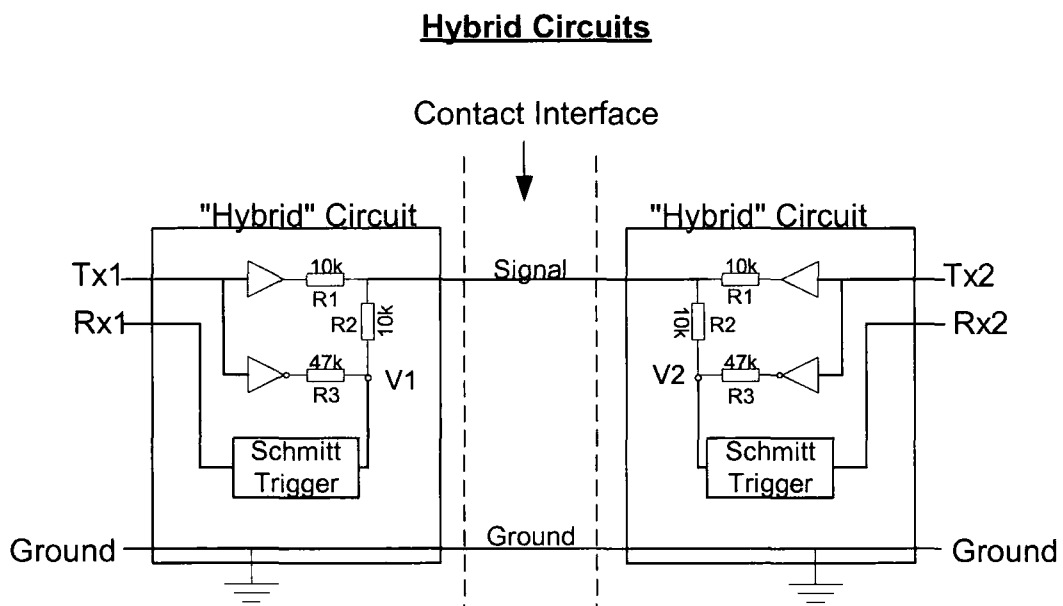 Hybrid Circuits
Contact Interface
"Hybrid" Circuit
"Hybrid" Circuit
Tx1
10k
R1
Signal
10k
R1
Tx2
Rx1
R2
10k
10k
R2
Rx2
47k
R3
V1
V2
47k
R3
Schmitt
Trigger
Schmitt
Trigger
Ground
Ground
Ground